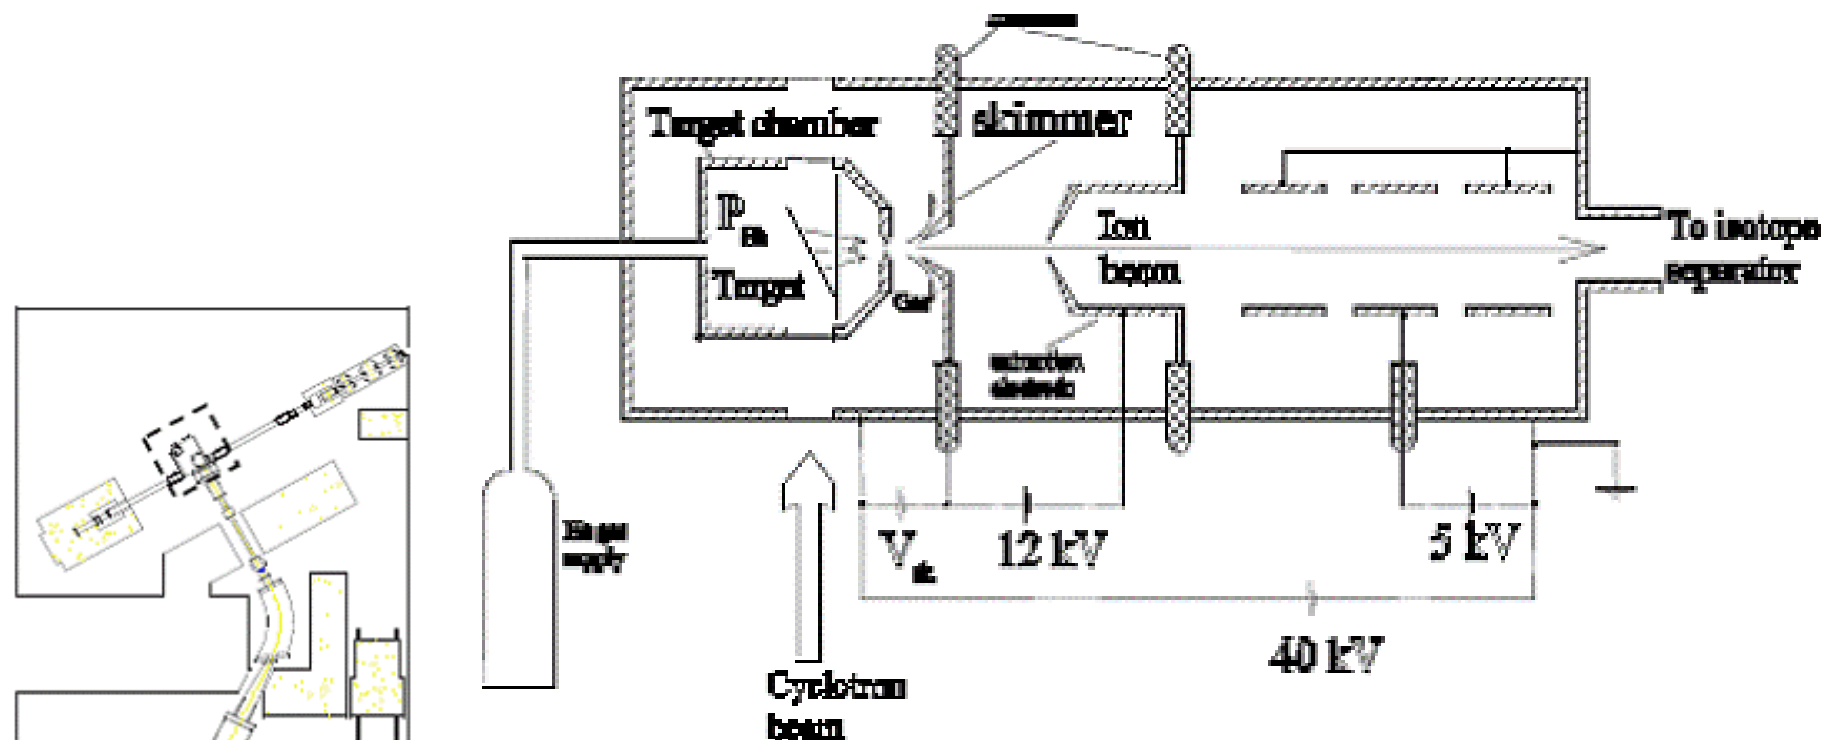 Target chamber
skimmer
P
Target
Gas
Ion
beam
To isotope
separator
extraction
electrode
He gas
supply
V
12 kV
5 kV
40 kV
Cyclotron
beam